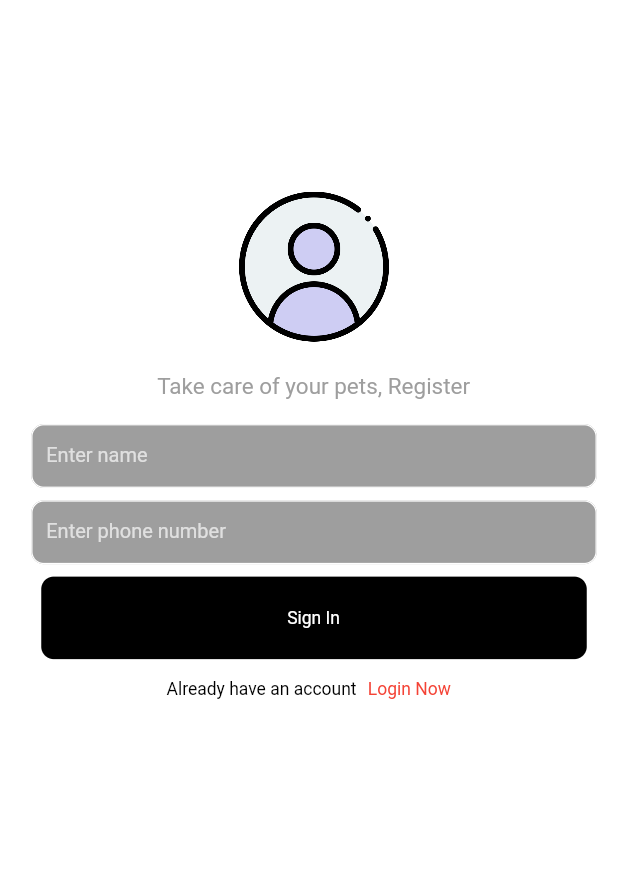 Take care of your pets, Register
Enter name
Enter phone number
Sign In
Already have an account Login Now